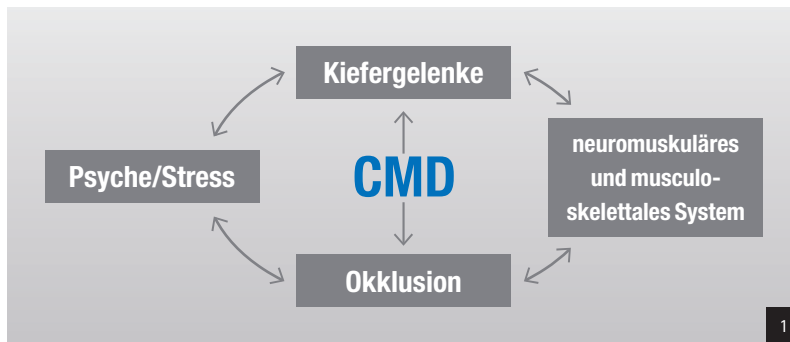 Kiefergelenke
Psyche/Stress
CMD
neuromuskuläres
und musculo-
skelettales System
Okklusion
1